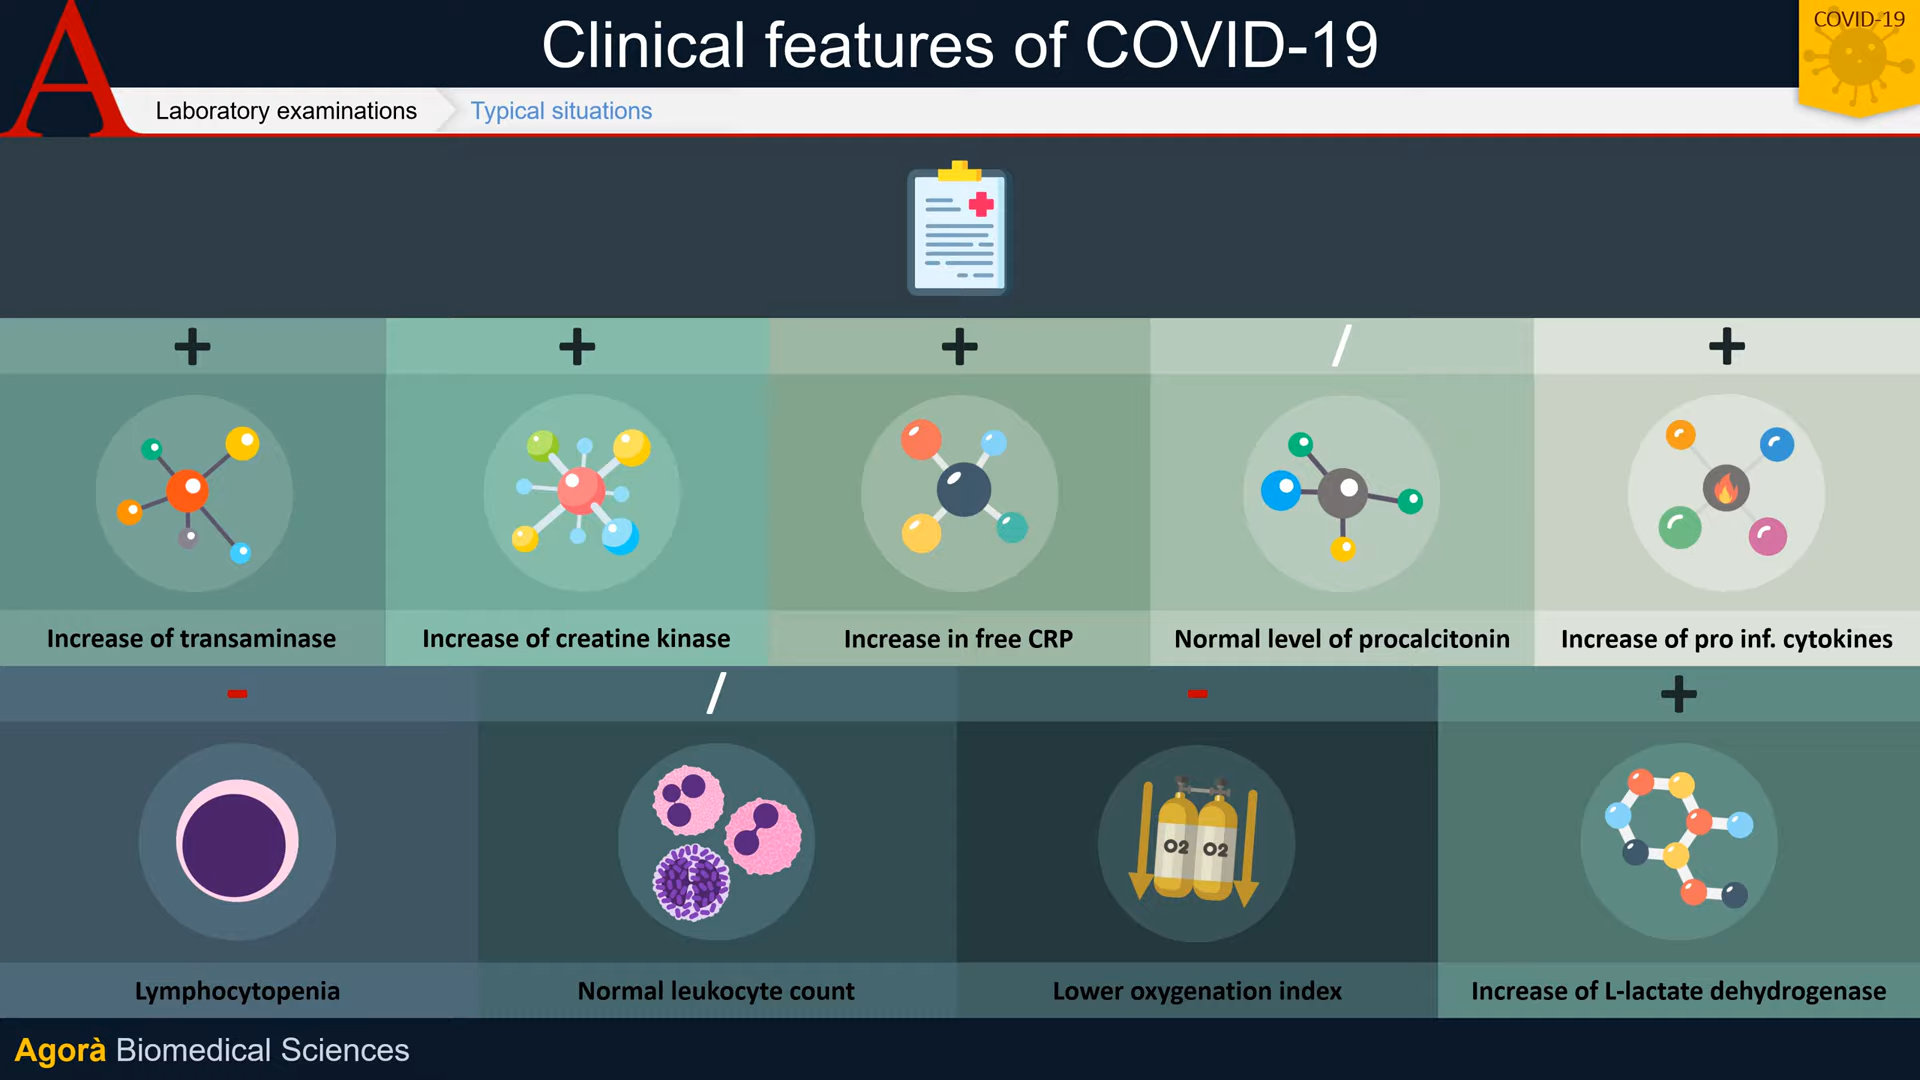 Clinical features of COVID-19
COVID-19
A
Laboratory examinations
Typical situations
+ + + / +
Increase of transaminase
Increase of creatine kinase
Increase in free CRP
Normal level of procalcitonin
Increase of pro inf. cytokines
- / - +
O2 O2
Lymphocytopenia
Normal leukocyte count
Lower oxygenation index
Increase of L-lactate dehydrogenase
Agorà Biomedical Sciences